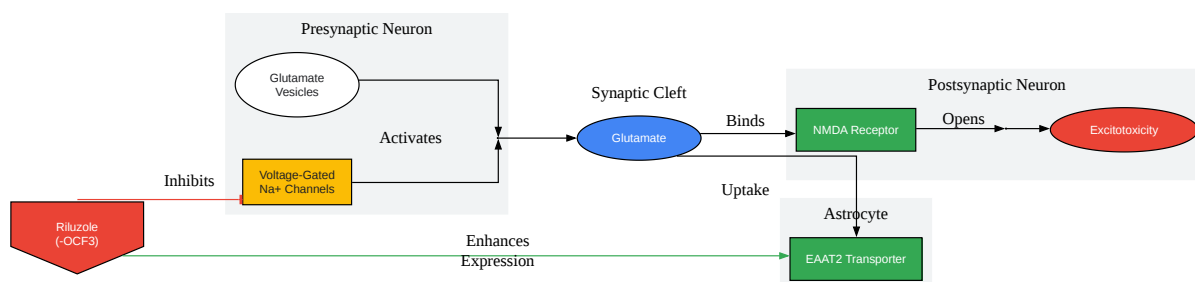 Presynaptic Neuron
Glutamate
Vesicles
Activates
Voltage-Gated
Na+ Channels
Inhibits
Riluzole
(-OCF3)
Synaptic Cleft
Glutamate
Binds
Uptake
Postsynaptic Neuron
NMDA Receptor
Opens
Excitotoxicity
Astrocyte
EAAT2 Transporter
Enhances
Expression